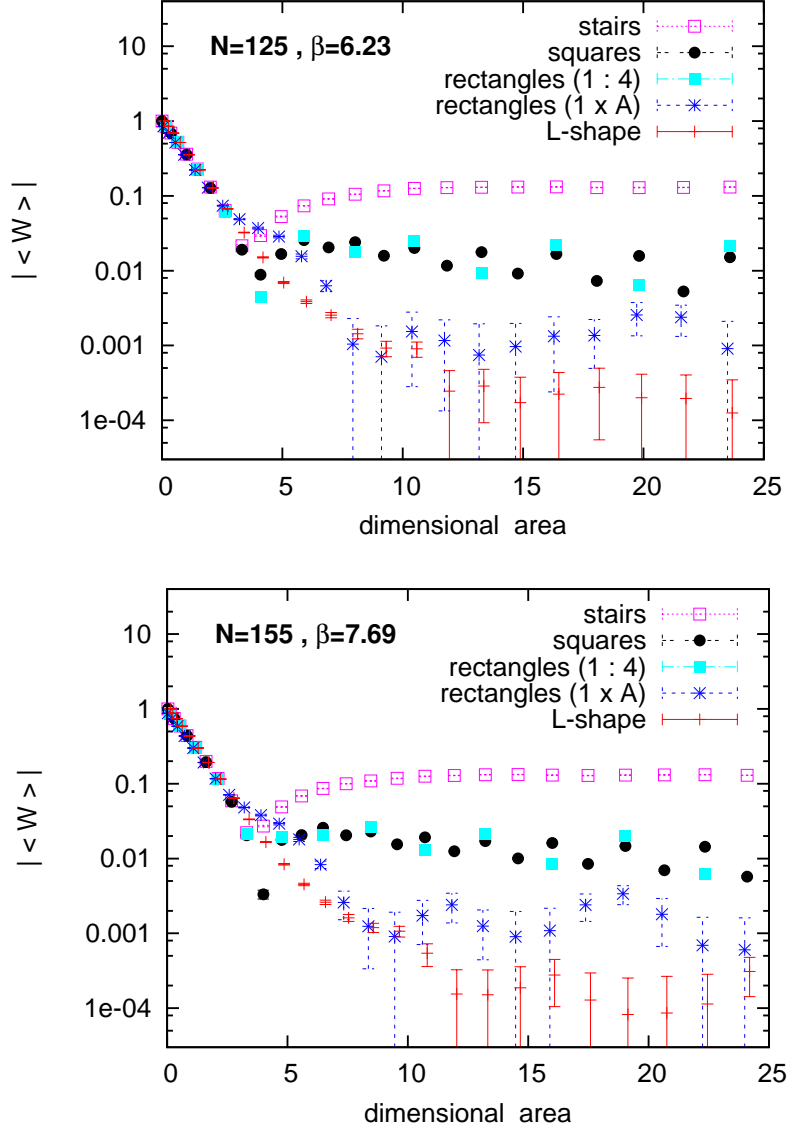 10
1
0.1
0.01
0.001
1e-04
| < W > |
N=125 , β=6.23
stairs
squares
rectangles (1 : 4)
rectangles (1 x A)
L-shape
0 5 10 15 20 25
dimensional area
10
1
0.1
0.01
0.001
1e-04
| < W > |
N=155 , β=7.69
stairs
squares
rectangles (1 : 4)
rectangles (1 x A)
L-shape
0 5 10 15 20 25
dimensional area